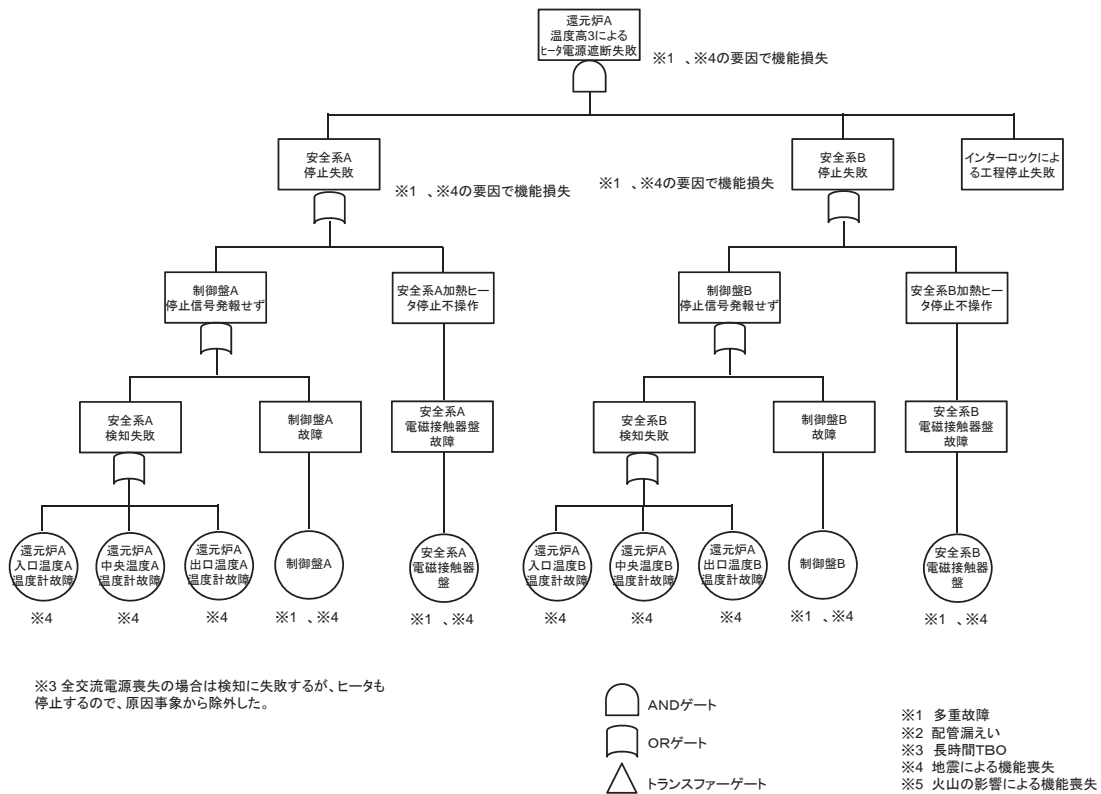 還元炉A
温度高3による
ヒータ電源遮断失敗
※1 、※4の要因で機能損失
安全系A
停止失敗
※1 、※4の要因で機能損失
※1 、※4の要因で機能損失
安全系B
停止失敗
インターロックによ
る工程停止失敗
制御盤A
停止信号発報せず
安全系A加熱ヒー
タ停止不操作
制御盤B
停止信号発報せず
安全系B加熱ヒー
タ停止不操作
安全系A
検知失敗
制御盤A
故障
安全系A
電磁接触器盤
故障
安全系B
検知失敗
制御盤B
故障
安全系B
電磁接触器盤
故障
還元炉A
入口温度A
温度計故障
還元炉A
中央温度A
温度計故障
還元炉A
出口温度A
温度計故障
制御盤A
安全系A
電磁接触器
盤
還元炉A
入口温度B
温度計故障
還元炉A
中央温度B
温度計故障
還元炉A
出口温度B
温度計故障
制御盤B
安全系B
電磁接触器
盤
※4
※4
※4
※1 、※4
※1 、※4
※4
※4
※4
※1 、※4
※1 、※4
※3 全交流電源喪失の場合は検知に失敗するが、ヒータも
停止するので、原因事象から除外した。
ANDゲート
ORゲート
トランスファーゲート
※1 多重故障
※2 配管漏えい
※3 長時間TBO
※4 地震による機能喪失
※5 火山の影響による機能喪失